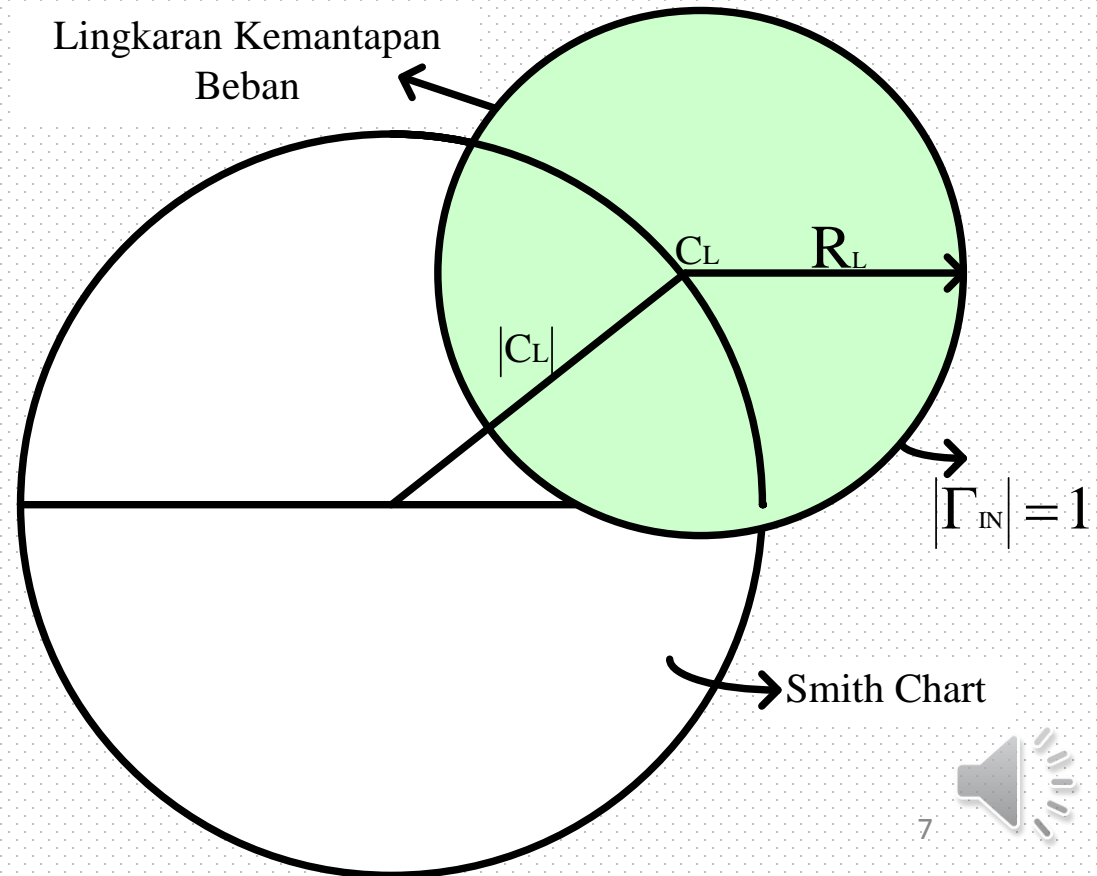 Lingkaran Kemantapan
Beban
CL
RL
|CL|
|ΓIN| = 1
Smith Chart
7